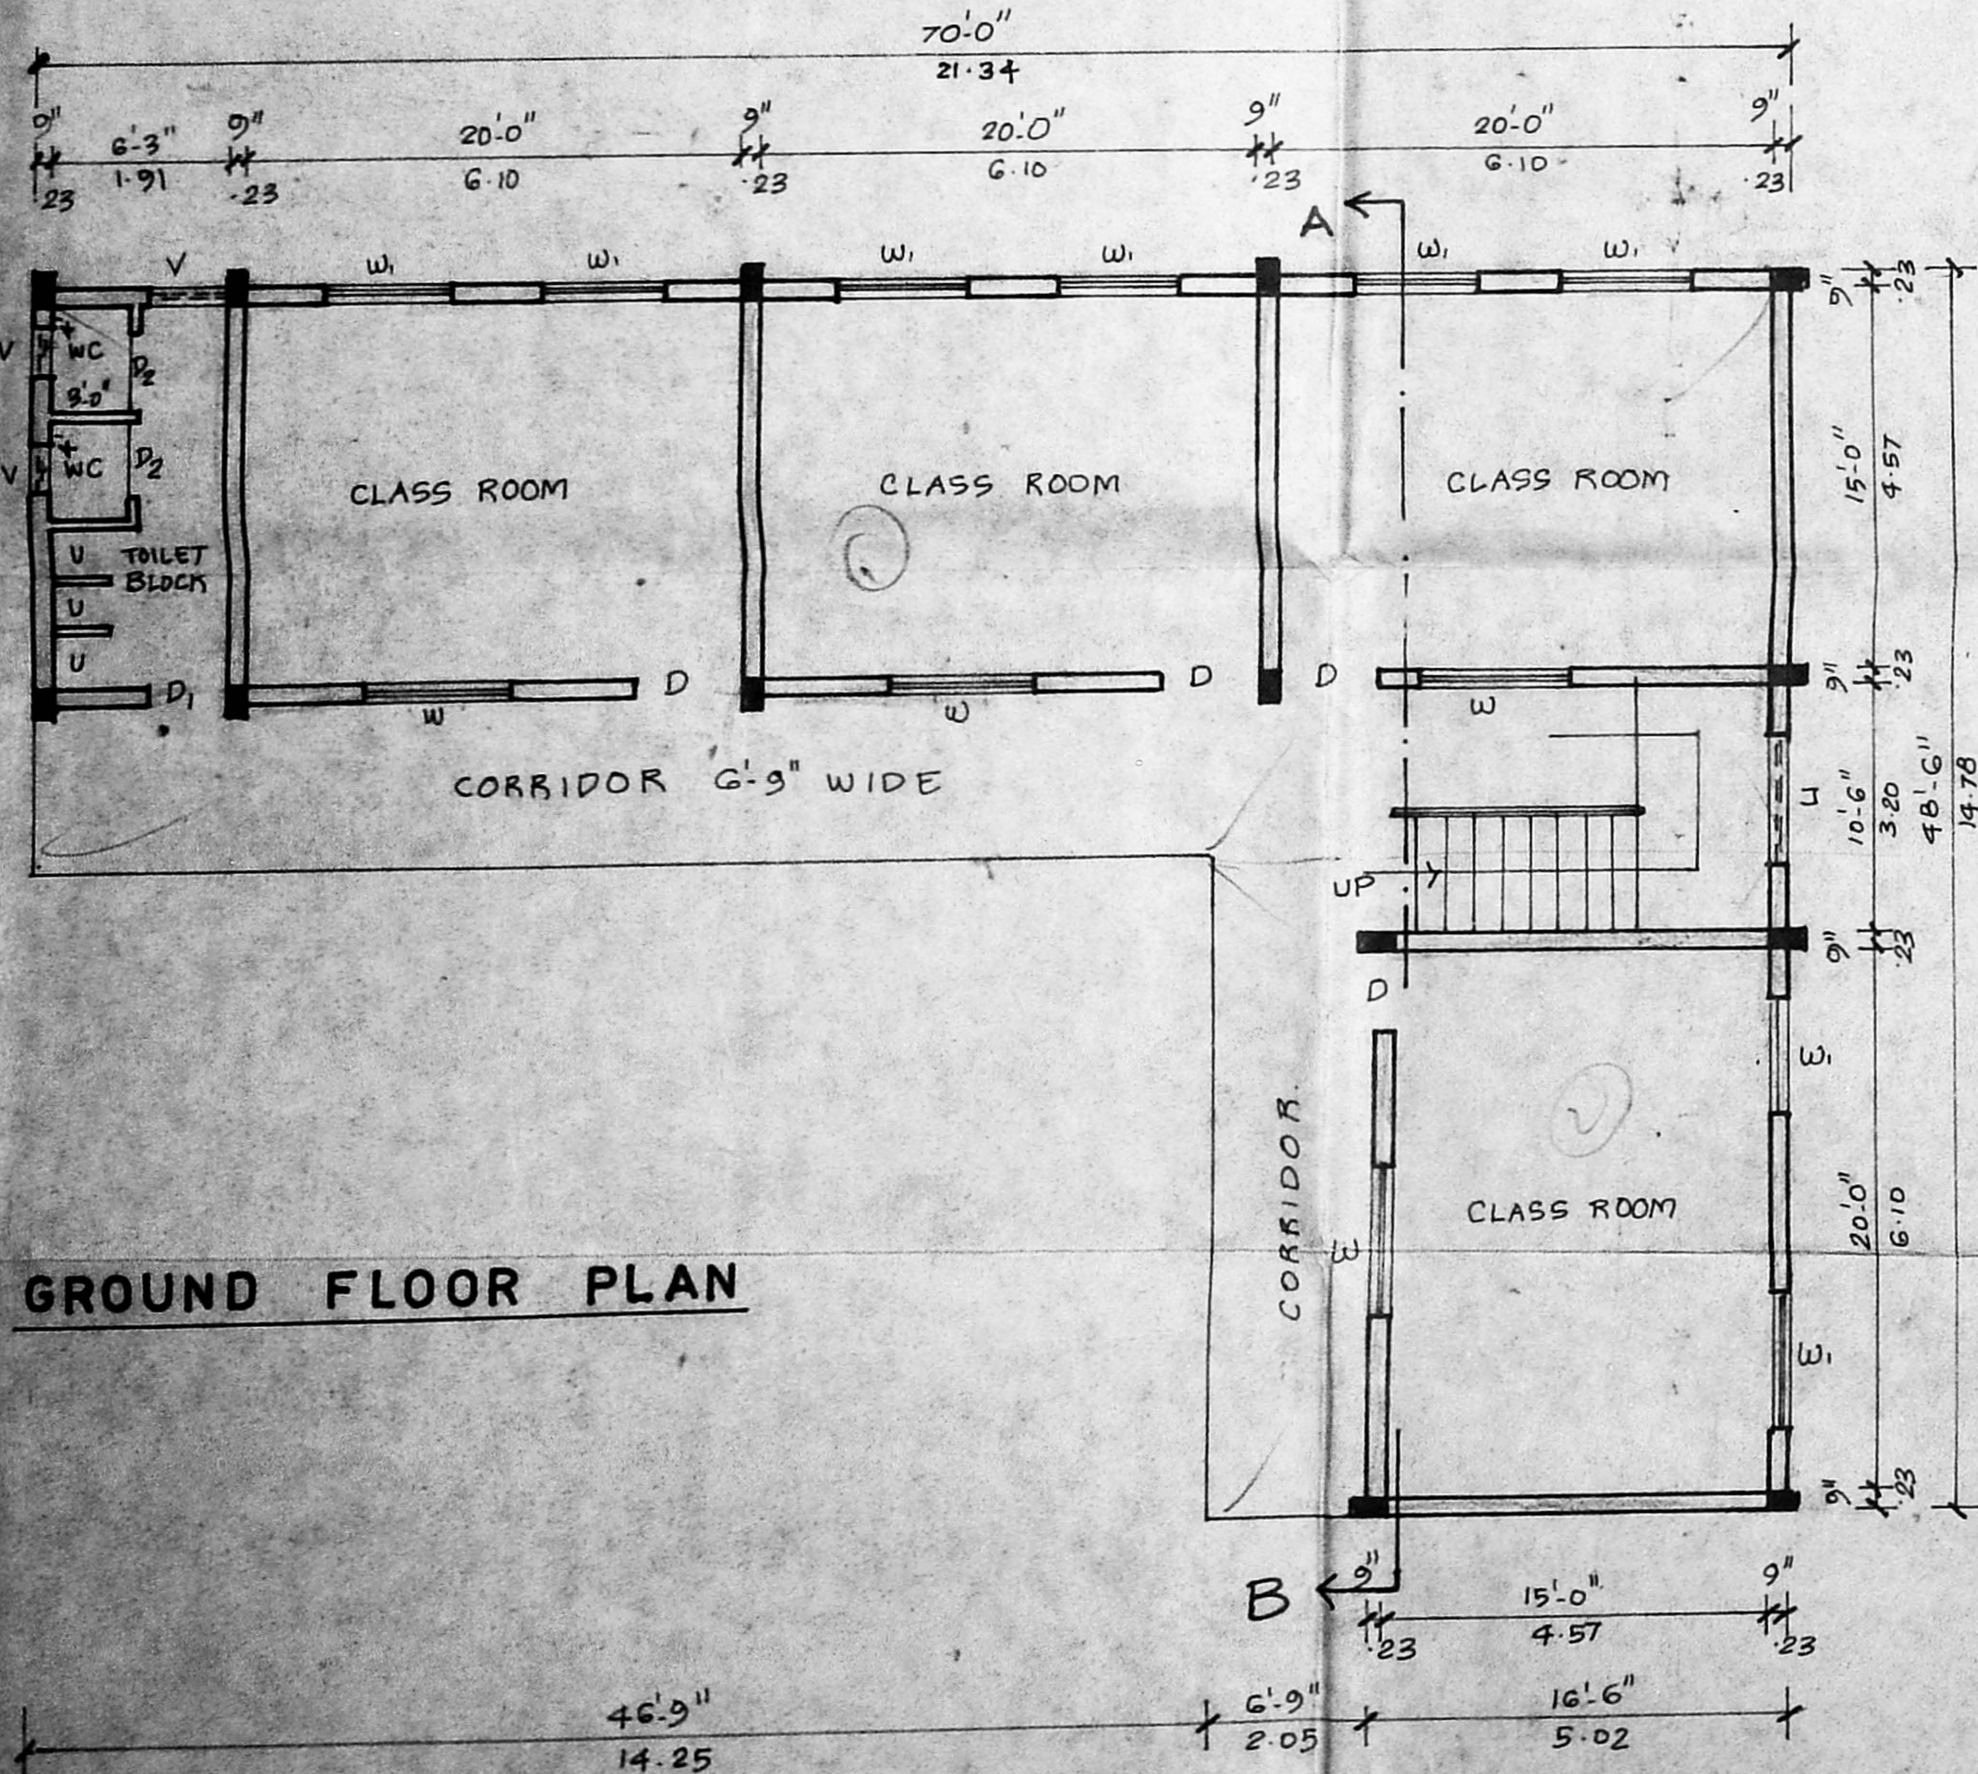 70'-0"
21.34
9" 6'-3" 9" 20'-0" 9" 20'-0" 9" 20'-0" 9"
.23 1.91 .23 6.10 .23 6.10 .23 6.10 .23
A
V W1 W1 W1 W1 W1 W1
9" .23
V WC D2
3'-0"
V WC D2
CLASS ROOM CLASS ROOM CLASS ROOM
15'-0" 4.57
U TOILET
BLOCK
U
U
D1 D D D
W W W
9" .23
CORRIDOR 6'-9" WIDE
10'-6" 3.20
48'-6" 14.78
UP
9" .23
D
W1
CORRIDOR.
W
CLASS ROOM
20'-0" 6.10
GROUND FLOOR PLAN
W1
9" .23
B
9" 15'-0" 9"
.23 4.57 .23
46'-9" 6'-9" 16'-6"
14.25 2.05 5.02